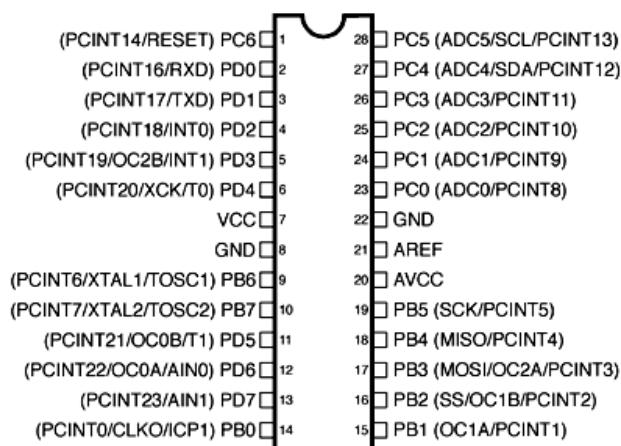 (PCINT14/RESET) PC6 1 28 PC5 (ADC5/SCL/PCINT13)
(PCINT16/RXD) PD0 2 27 PC4 (ADC4/SDA/PCINT12)
(PCINT17/TXD) PD1 3 26 PC3 (ADC3/PCINT11)
(PCINT18/INT0) PD2 4 25 PC2 (ADC2/PCINT10)
(PCINT19/OC2B/INT1) PD3 5 24 PC1 (ADC1/PCINT9)
(PCINT20/XCK/T0) PD4 6 23 PC0 (ADC0/PCINT8)
VCC 7 22 GND
GND 8 21 AREF
(PCINT6/XTAL1/TOSC1) PB6 9 20 AVCC
(PCINT7/XTAL2/TOSC2) PB7 10 19 PB5 (SCK/PCINT5)
(PCINT21/OC0B/T1) PD5 11 18 PB4 (MISO/PCINT4)
(PCINT22/OC0A/AIN0) PD6 12 17 PB3 (MOSI/OC2A/PCINT3)
(PCINT23/AIN1) PD7 13 16 PB2 (SS/OC1B/PCINT2)
(PCINT0/CLKO/ICP1) PB0 14 15 PB1 (OC1A/PCINT1)